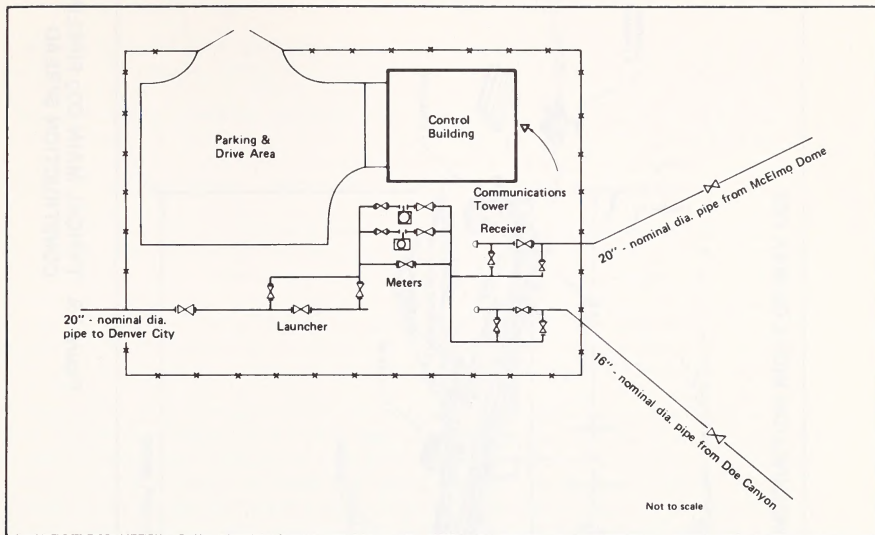 Parking &
Drive Area
Control
Building
Communications
Tower
Receiver
20" - nominal dia. pipe from McElmo Dome
Meters
20" - nominal dia.
pipe to Denver City
Launcher
16" - nominal dia. pipe from Doe Canyon
Not to scale